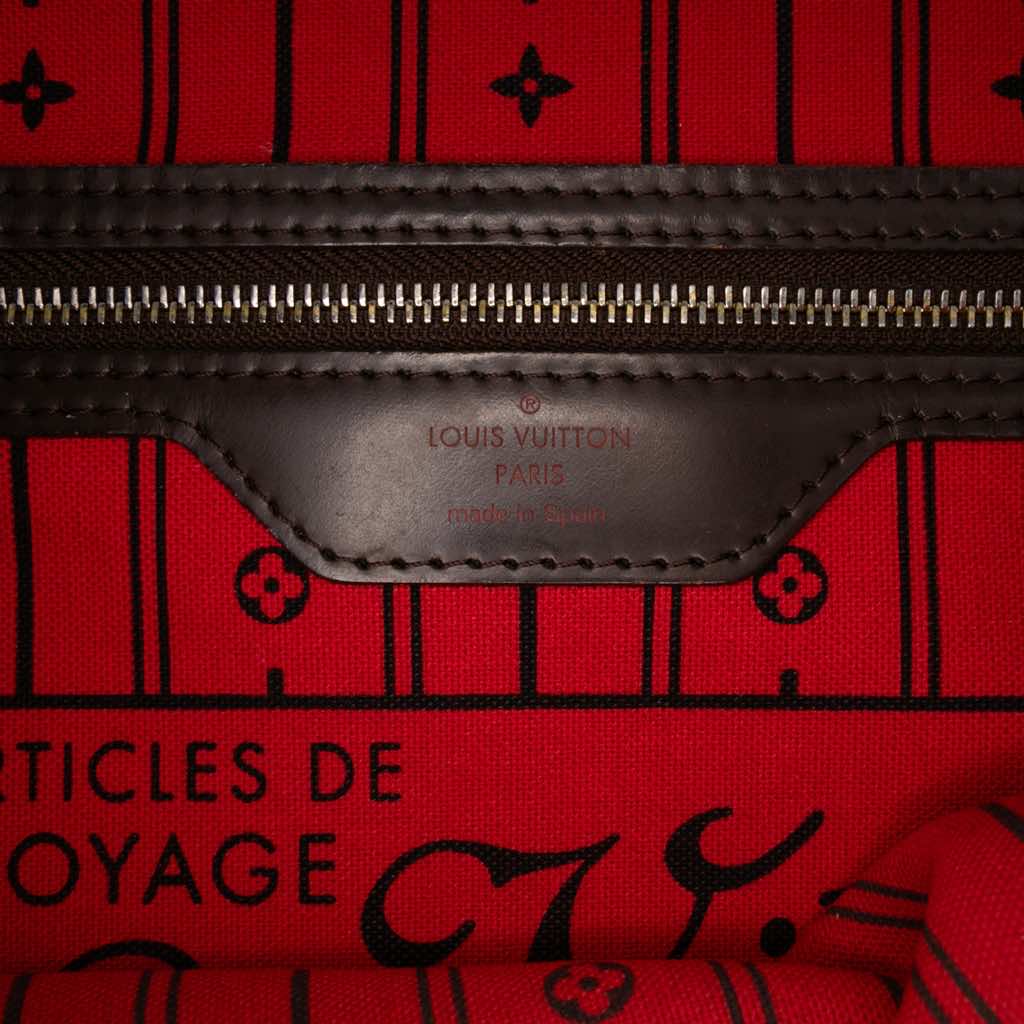 ®
LOUIS VUITTON
PARIS
made in Spain
RTICLES DE
OYAGE